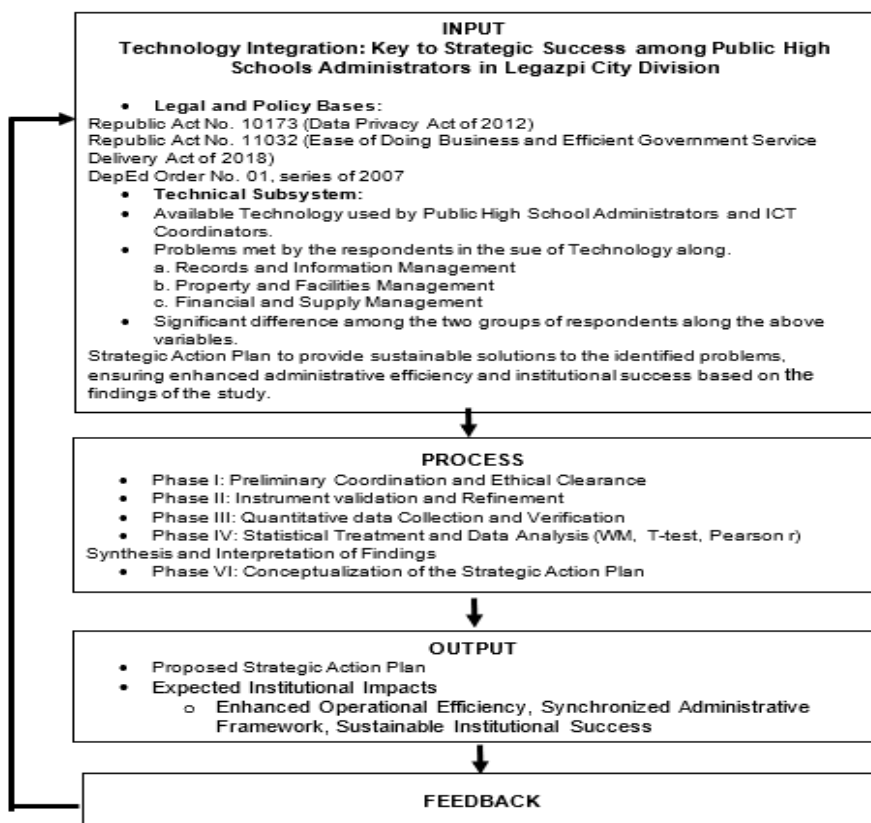 INPUT
Technology Integration: Key to Strategic Success among Public High
Schools Administrators in Legazpi City Division
• Legal and Policy Bases:
Republic Act No. 10173 (Data Privacy Act of 2012)
Republic Act No. 11032 (Ease of Doing Business and Efficient Government Service
Delivery Act of 2018)
DepEd Order No. 01, series of 2007
• Technical Subsystem:
• Available Technology used by Public High School Administrators and ICT
Coordinators.
• Problems met by the respondents in the sue of Technology along.
a. Records and Information Management
b. Property and Facilities Management
c. Financial and Supply Management
• Significant difference among the two groups of respondents along the above
variables.
Strategic Action Plan to provide sustainable solutions to the identified problems,
ensuring enhanced administrative efficiency and institutional success based on the
findings of the study.
PROCESS
• Phase I: Preliminary Coordination and Ethical Clearance
• Phase II: Instrument validation and Refinement
• Phase III: Quantitative data Collection and Verification
• Phase IV: Statistical Treatment and Data Analysis (WM, T-test, Pearson r)
Synthesis and Interpretation of Findings
• Phase VI: Conceptualization of the Strategic Action Plan
OUTPUT
• Proposed Strategic Action Plan
• Expected Institutional Impacts
o Enhanced Operational Efficiency, Synchronized Administrative
Framework, Sustainable Institutional Success
FEEDBACK